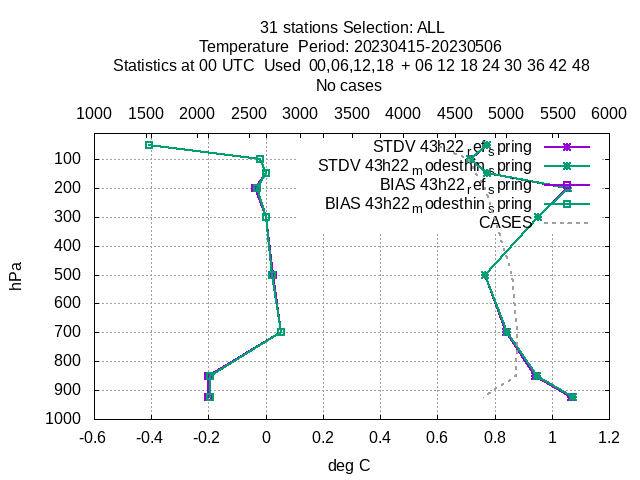 31 stations Selection: ALL
Temperature  Period: 20230415-20230506
Statistics at 00 UTC  Used  00,06,12,18  + 06 12 18 24 30 36 42 48
No cases
1000 1500 2000 2500 3000 3500 4000 4500 5000 5500 6000
STDV 43h22_ref_spring
STDV 43h22_modesthin_spring
BIAS 43h22_ref_spring
BIAS 43h22_modesthin_spring
CASES
100
200
300
400
500
600
700
800
900
1000
hPa
-0.6 -0.4 -0.2 0 0.2 0.4 0.6 0.8 1 1.2
deg C